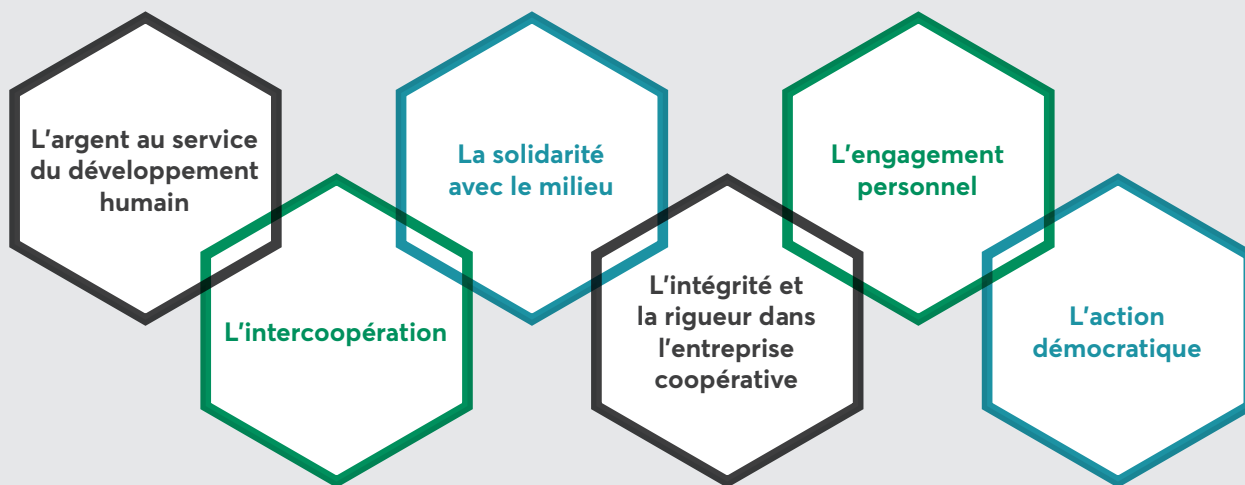 L'argent au service
du développement
humain
L'intercoopération
La solidarité
avec le milieu
L'intégrité et
la rigueur dans
l'entreprise
coopérative
L'engagement
personnel
L'action
démocratique